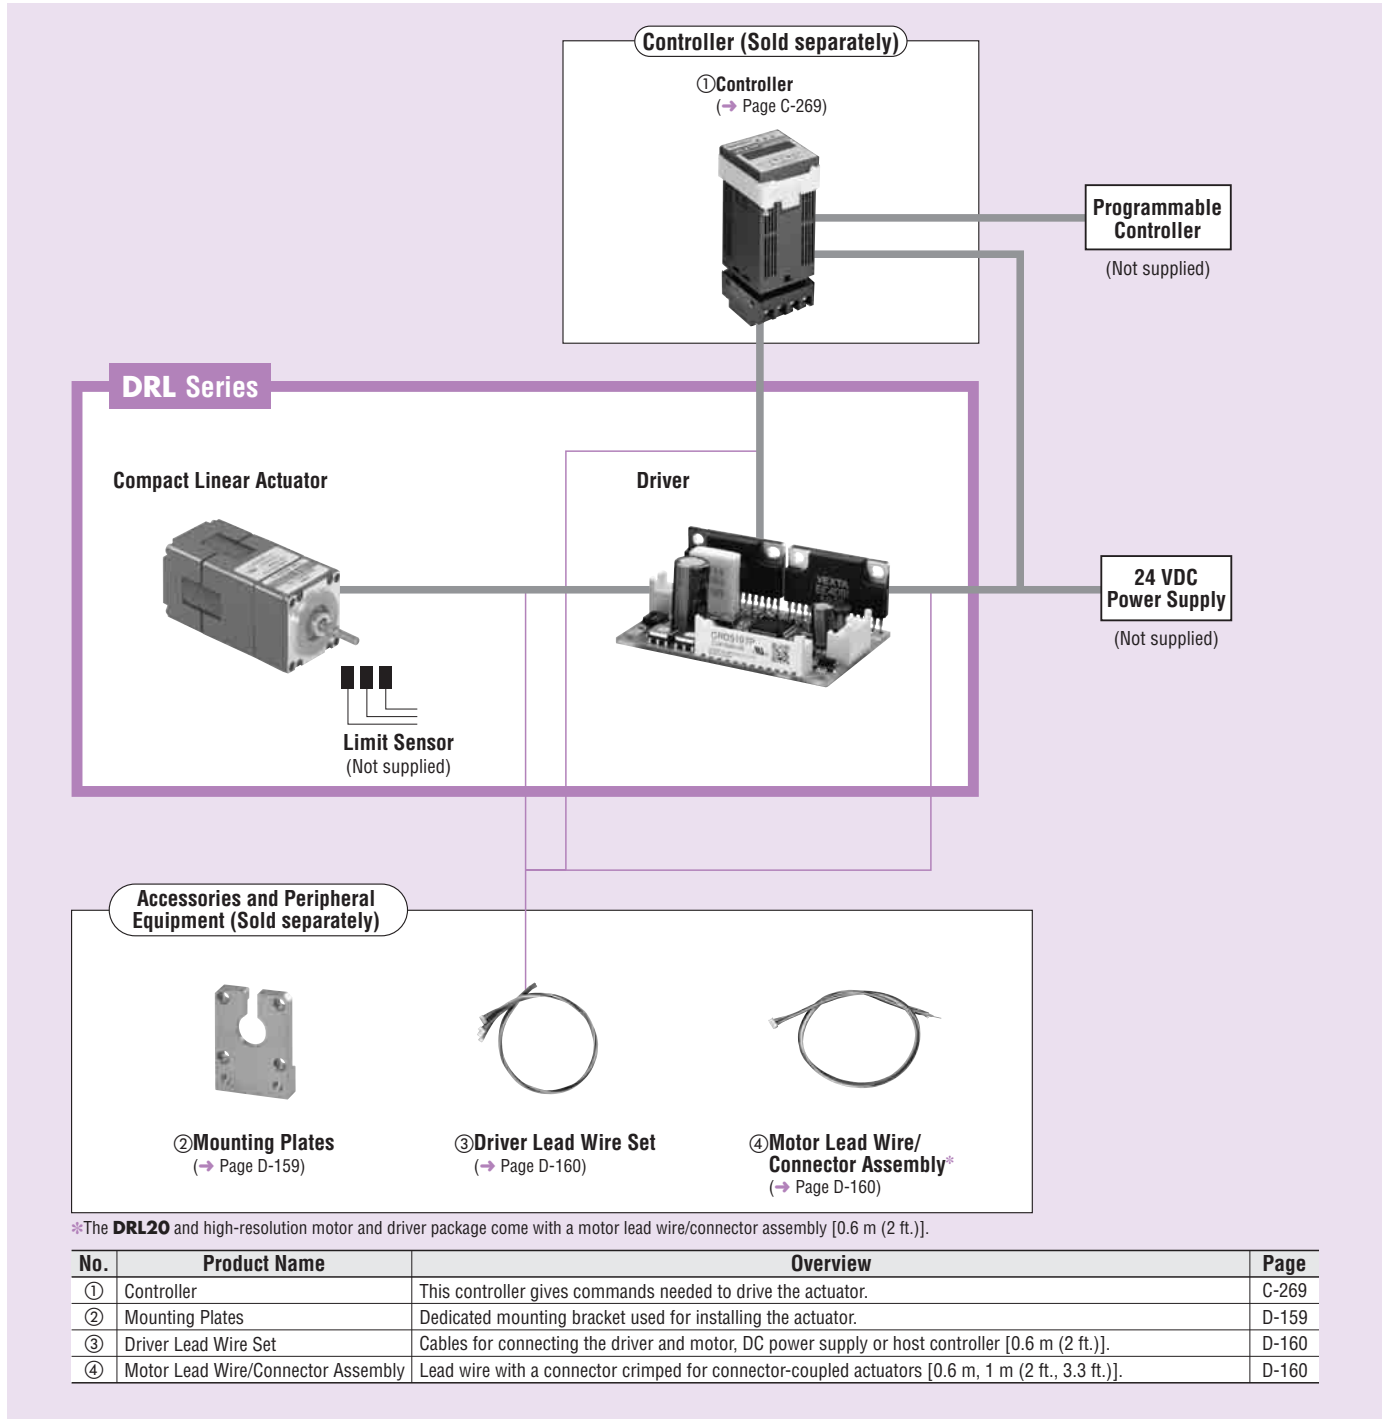 Controller (Sold separately)
①Controller
(➜ Page C-269)
Programmable
Controller
(Not supplied)
DRL Series
Compact Linear Actuator
Driver
VEXTA
24 VDC
Power Supply
(Not supplied)
Limit Sensor
(Not supplied)
Accessories and Peripheral
Equipment (Sold separately)
②Mounting Plates
(➜ Page D-159)
③Driver Lead Wire Set
(➜ Page D-160)
④Motor Lead Wire/
Connector Assembly*
(➜ Page D-160)
*The DRL20 and high-resolution motor and driver package come with a motor lead wire/connector assembly [0.6 m (2 ft.)].
No. Product Name Overview Page
① Controller This controller gives commands needed to drive the actuator. C-269
② Mounting Plates Dedicated mounting bracket used for installing the actuator. D-159
③ Driver Lead Wire Set Cables for connecting the driver and motor, DC power supply or host controller [0.6 m (2 ft.)]. D-160
④ Motor Lead Wire/Connector Assembly Lead wire with a connector crimped for connector-coupled actuators [0.6 m, 1 m (2 ft., 3.3 ft.)]. D-160